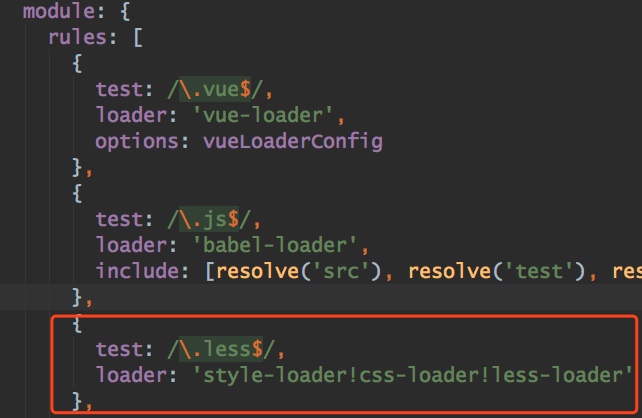 module: {
rules: [
{
test: /\.vue$/,
loader: 'vue-loader',
options: vueLoaderConfig
},
{
test: /\.js$/,
loader: 'babel-loader',
include: [resolve('src'), resolve('test'), res
},
{
test: /\.less$/,
loader: 'style-loader!css-loader!less-loader'
},